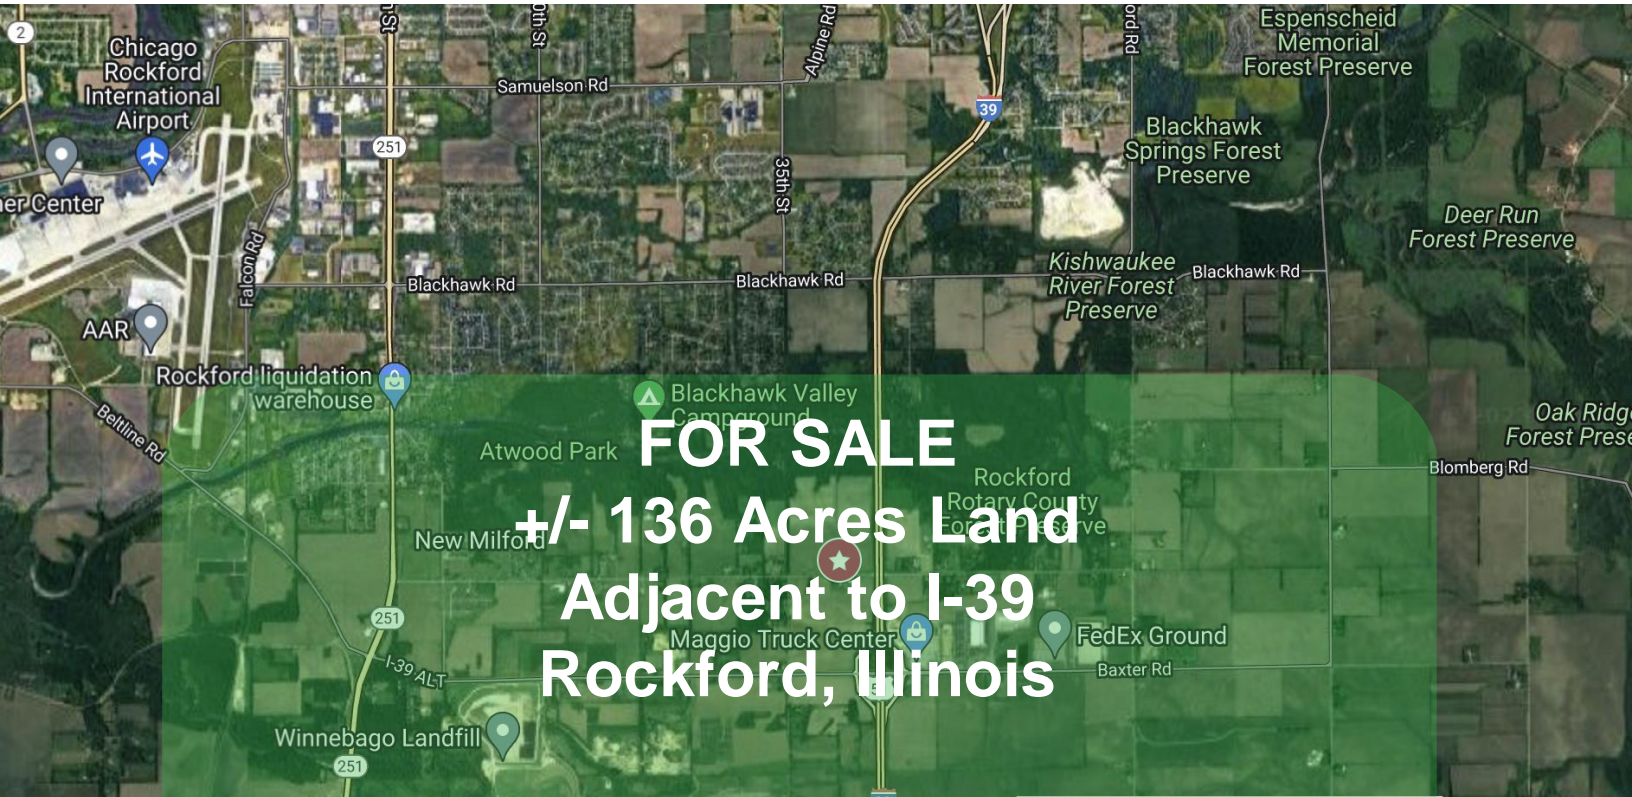 2
Chicago
Rockford
International
Airport
Samuelson Rd
Alpine Rd
39
Espenscheid
Memorial
Forest Preserve
251
35th St
Blackhawk
Springs Forest
Preserve
Deer Run
Forest Preserve
Falcon Rd
Blackhawk Rd
Blackhawk Rd
Kishwaukee
River Forest
Preserve
Blackhawk Rd
AAR
Rockford liquidation
warehouse
Beltline Rd
Blackhawk Valley
Campground
Atwood Park
Oak Ridge
Forest Prese
Blomberg Rd
FOR SALE
Rockford
Rotary County
Forest Preserve
+/- 136 Acres Land
New Milford
Adjacent to I-39
251
Maggio Truck Center
FedEx Ground
I-39 ALT
Baxter Rd
Rockford, Illinois
Winnebago Landfill
251